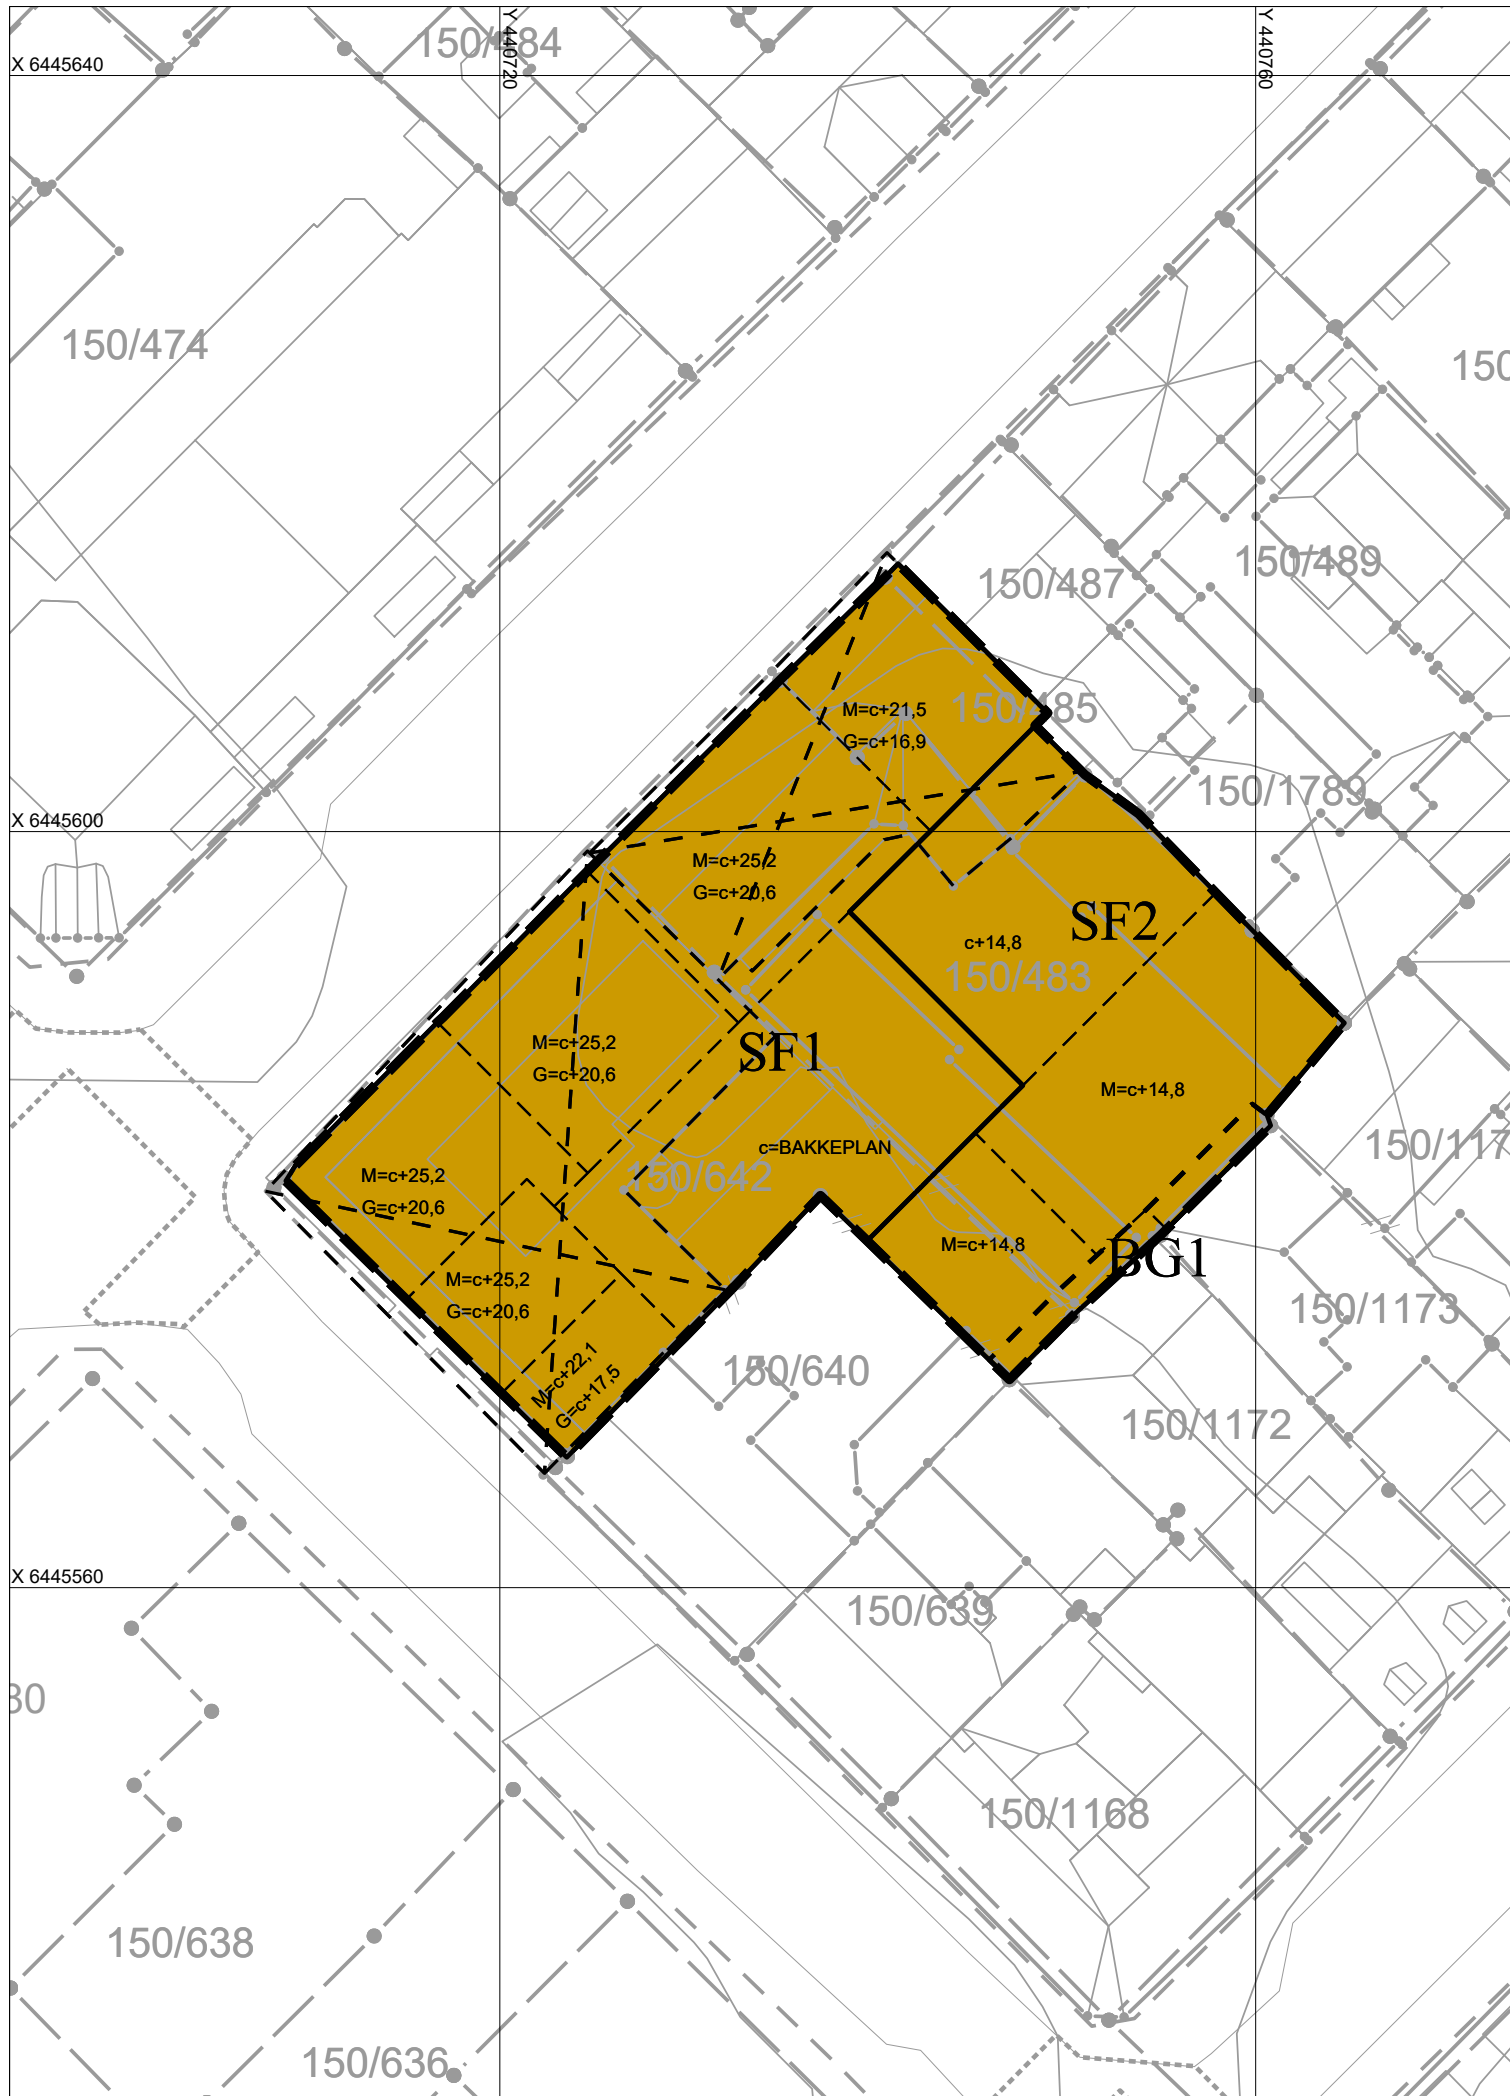 150/484
Y 440720
Y 440760
X 6445640
150/474
150
150/489
150/487
150/485
M=c+21,5
G=c+16,9
150/1789
X 6445600
M=c+25,2
G=c+20,6
SF2
c+14,8
150/483
M=c+25,2
G=c+20,6
SF1
M=c+14,8
c=BAKKEPLAN
150/117
150/642
M=c+25,2
G=c+20,6
M=c+14,8
BG1
M=c+25,2
G=c+20,6
150/1173
M=c+22,1
G=c+17,5
150/640
150/1172
X 6445560
150/639
30
150/1168
150/638
150/636